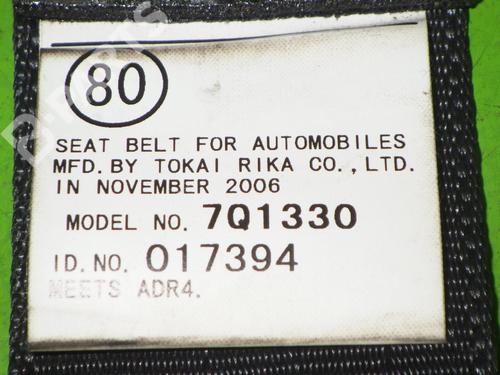 80
SEAT BELT FOR AUTOMOBILES
MFD. BY TOKAI RIKA CO., LTD.
IN NOVEMBER 2006
MODEL NO. 7Q1330
ID. NO. 017394
MEETS ADR4.